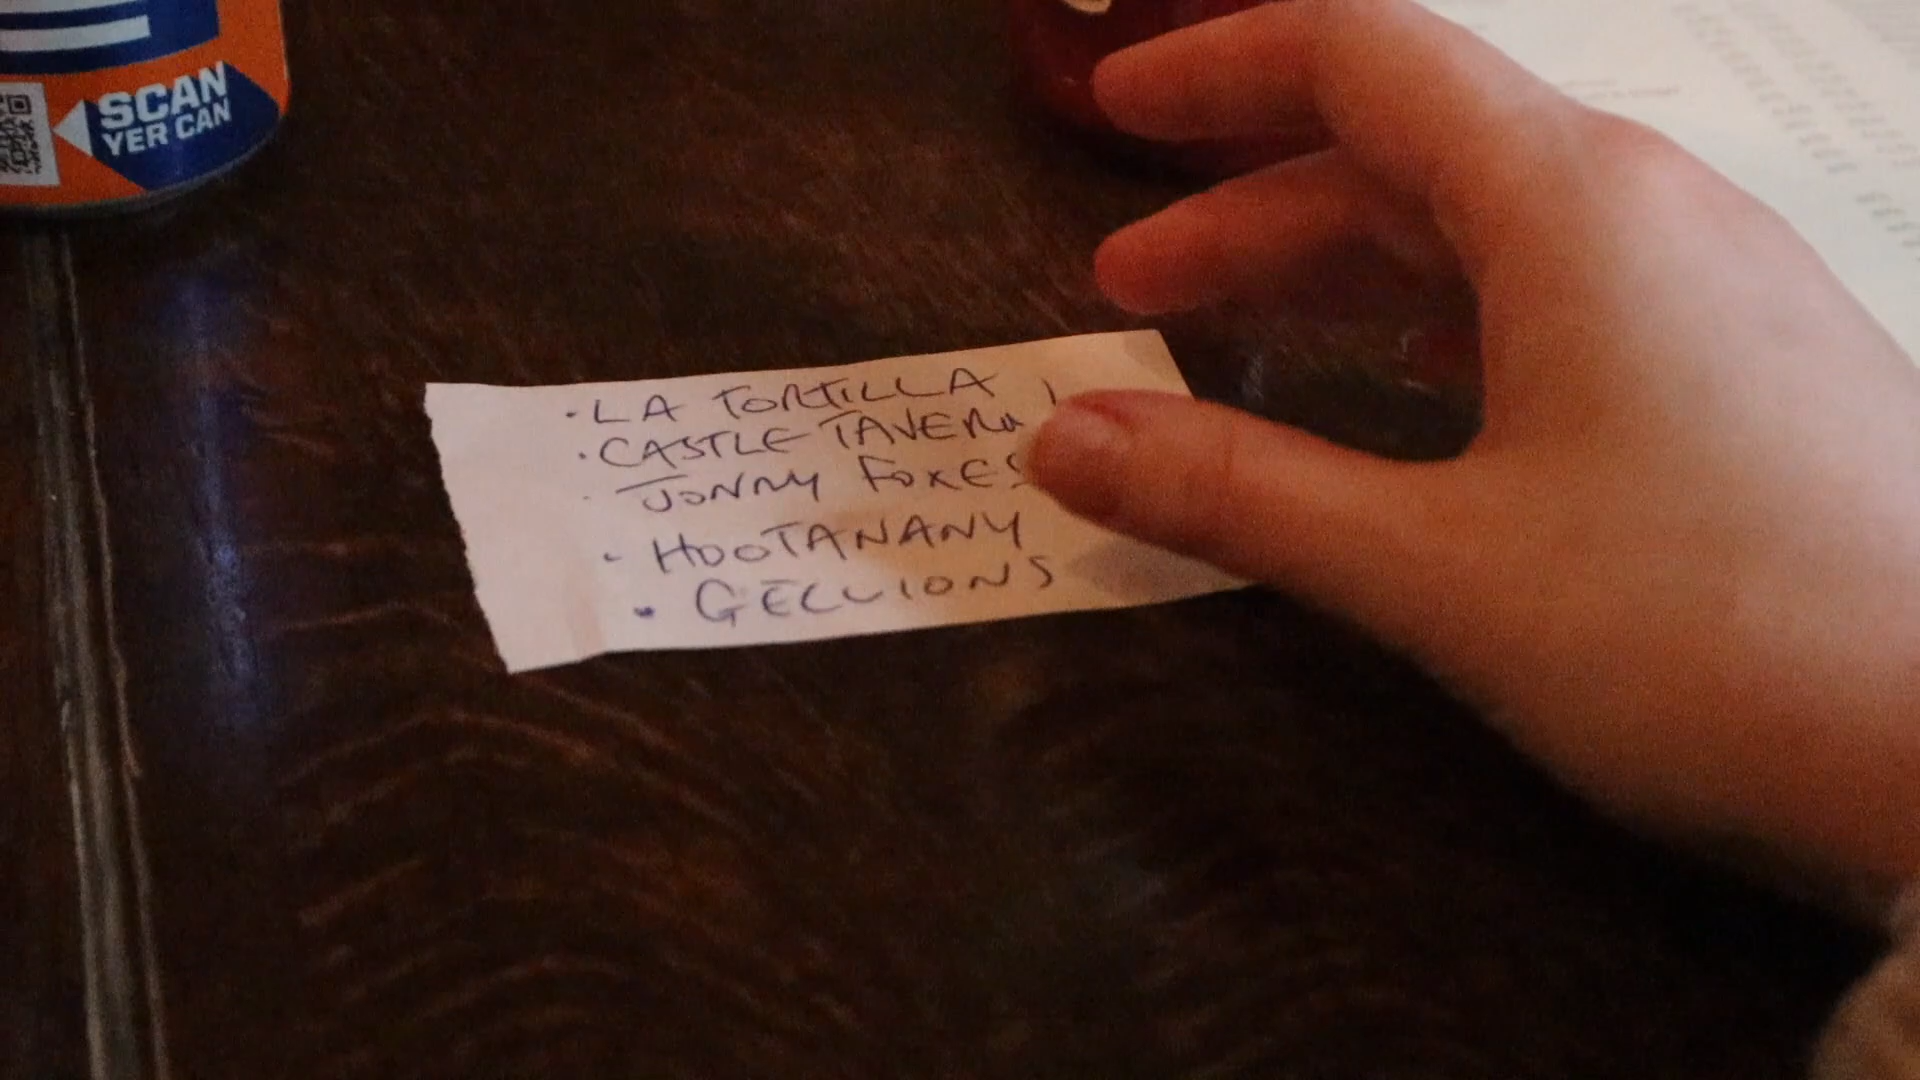 SCAN
YER CAN
· LA TORTILLA
· CASTLE TAVERN
· JONNY FOXES
· HOOTANANY
· GELLIONS